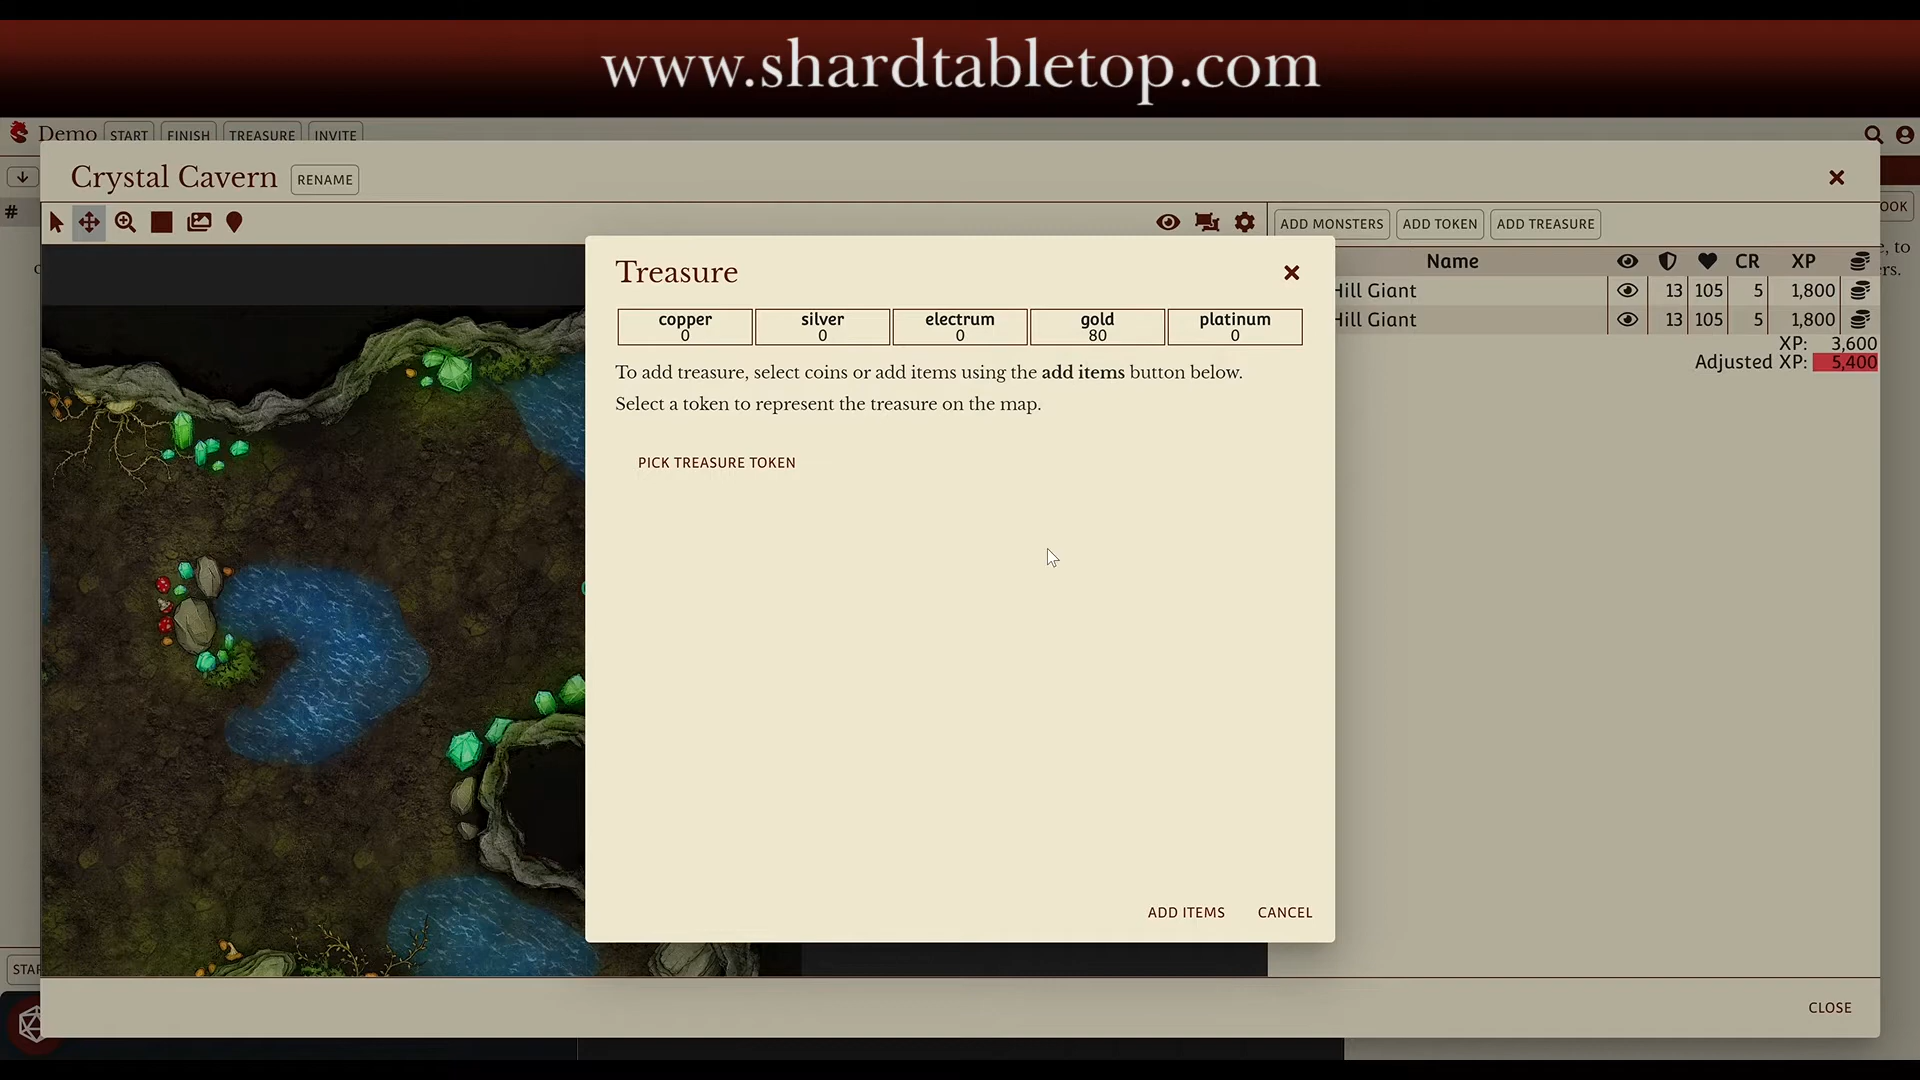 www.shardtabletop.com
Demo START FINISH TREASURE INVITE
Crystal Cavern RENAME
#
ADD MONSTERS ADD TOKEN ADD TREASURE
Name CR XP
Hill Giant 13 105 5 1,800
Hill Giant 13 105 5 1,800
XP: 3,600
Adjusted XP: 5,400
Treasure
copper silver electrum gold platinum
0 0 0 80 0
To add treasure, select coins or add items using the add items button below.
Select a token to represent the treasure on the map.
PICK TREASURE TOKEN
ADD ITEMS CANCEL
CLOSE